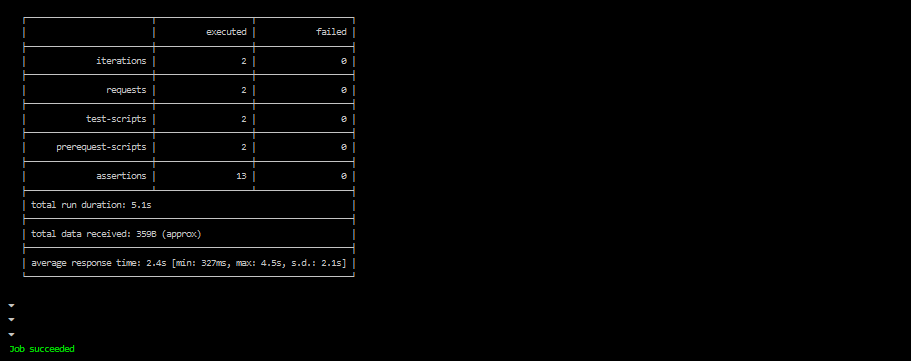 executed failed
iterations 2 0
requests 2 0
test-scripts 2 0
prerequest-scripts 2 0
assertions 13 0
total run duration: 5.1s
total data received: 359B (approx)
average response time: 2.4s [min: 327ms, max: 4.5s, s.d.: 2.1s]
Job succeeded